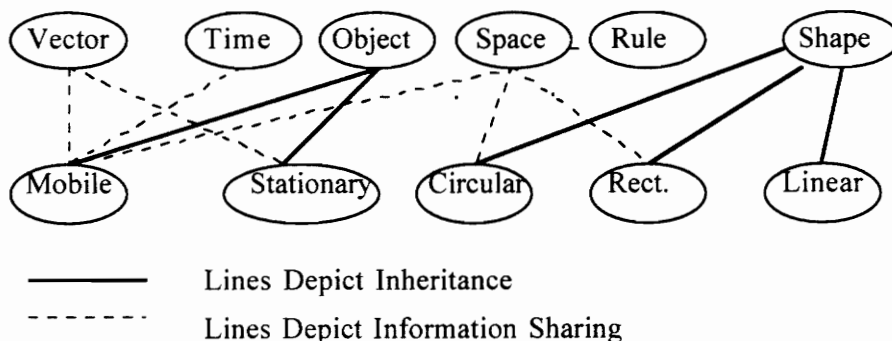 Vector Time Object Space Rule Shape
Mobile Stationary Circular Rect. Linear
Lines Depict Inheritance
Lines Depict Information Sharing